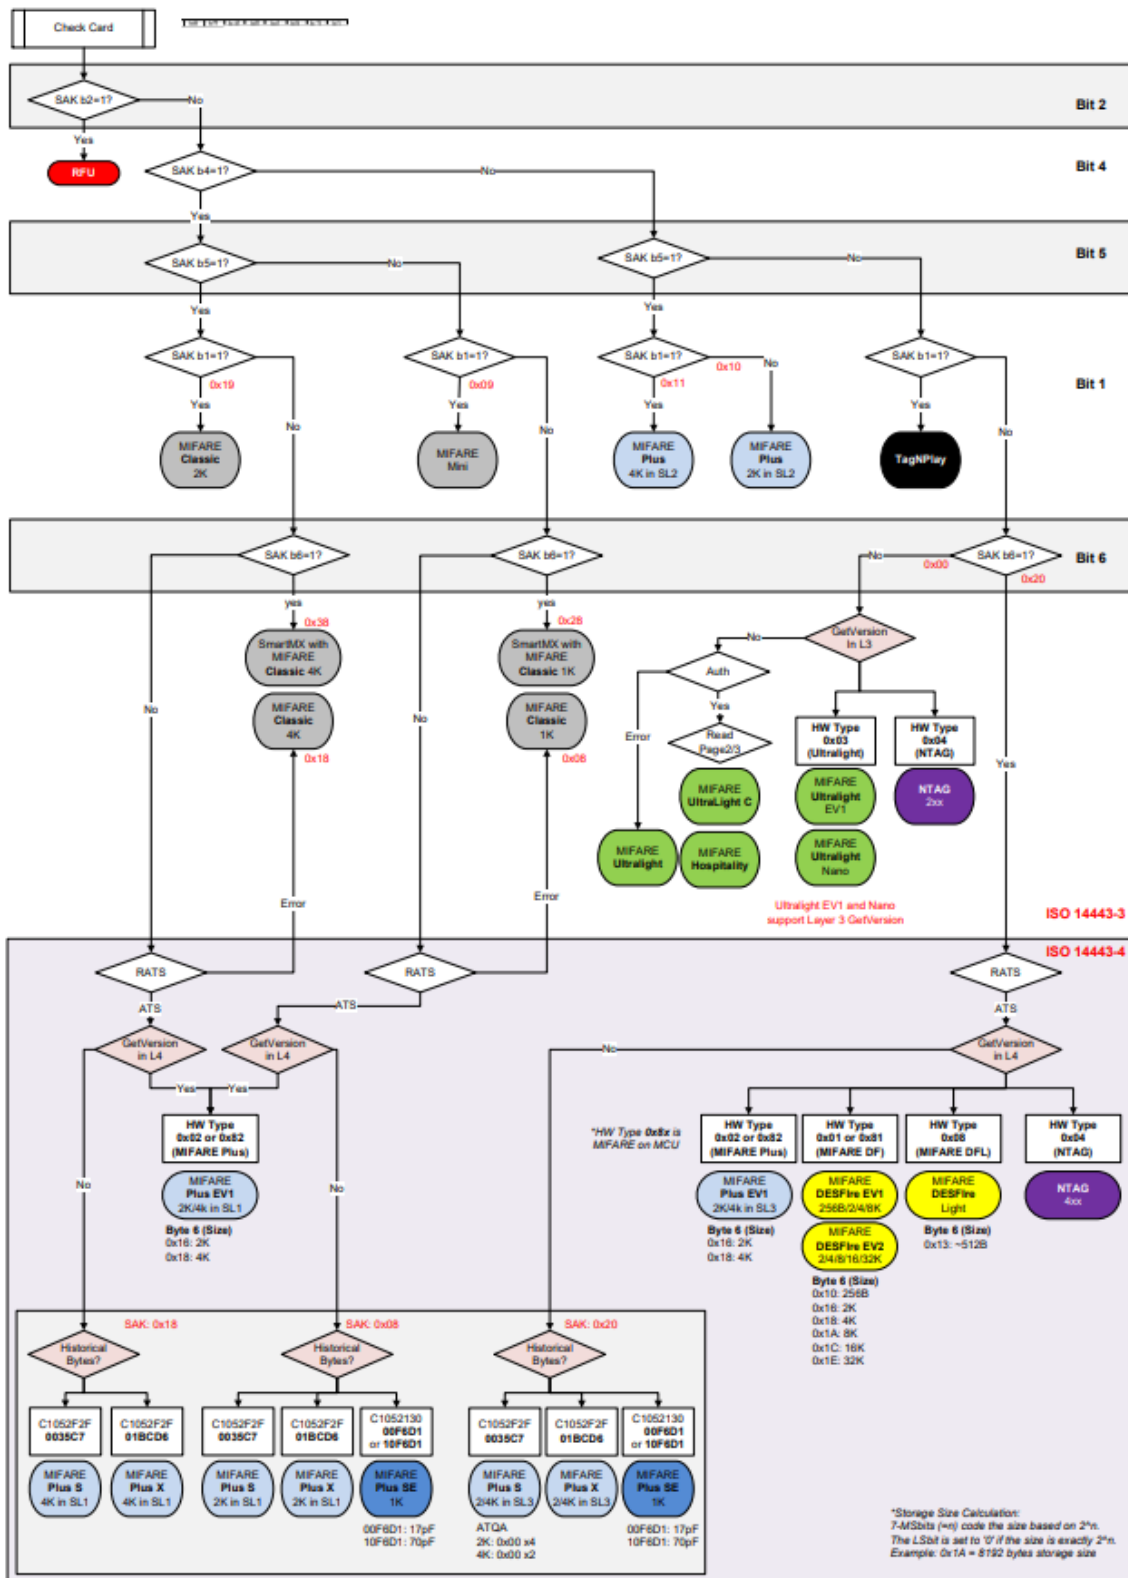 Check Card
SAK b2=1?
No
Bit 2
Yes
RFU
SAK b4=1?
No
Bit 4
Yes
SAK b5=1?
No
SAK b5=1?
No
Bit 5
Yes
Yes
SAK b1=1?
SAK b1=1?
SAK b1=1?
SAK b1=1?
0x19
0x09
0x11
0x10
No
Bit 1
Yes
No
Yes
No
Yes
Yes
No
MIFARE
Classic
2K
MIFARE
Mini
MIFARE
Plus
4K in SL2
MIFARE
Plus
2K in SL2
TagNPlay
SAK b6=1?
SAK b6=1?
No
SAK b6=1?
Bit 6
0x00
0x20
yes
yes
0x38
0x28
SmartMX with
MIFARE
Classic 4K
SmartMX with
MIFARE
Classic 1K
No
GetVersion
In L3
Auth
No
MIFARE
Classic
4K
No
MIFARE
Classic
1K
Yes
Error
Read
Page2/3
HW Type
0x03
(Ultralight)
HW Type
0x04
(NTAG)
0x18
0x08
Yes
MIFARE
UltraLight C
MIFARE
Ultralight
EV1
NTAG
2xx
MIFARE
Ultralight
MIFARE
Hospitality
MIFARE
Ultralight
Nano
Error
Error
Ultralight EV1 and Nano
support Layer 3 GetVersion
ISO 14443-3
ISO 14443-4
RATS
RATS
RATS
ATS
ATS
ATS
GetVersion
in L4
GetVersion
in L4
No
GetVersion
in L4
Yes
Yes
HW Type
0x02 or 0x82
(MIFARE Plus)
*HW Type 0x8x is
MIFARE on MCU
HW Type
0x02 or 0x82
(MIFARE Plus)
HW Type
0x01 or 0x81
(MIFARE DF)
HW Type
0x08
(MIFARE DFL)
HW Type
0x04
(NTAG)
No
No
MIFARE
Plus EV1
2K/4k in SL1
MIFARE
Plus EV1
2K/4k in SL3
MIFARE
DESFire EV1
256B/2/4/8K
MIFARE
DESFire
Light
NTAG
4xx
Byte 6 (Size)
0x16: 2K
0x18: 4K
Byte 6 (Size)
0x16: 2K
0x18: 4K
MIFARE
DESFire EV2
2/4/8/16/32K
Byte 6 (Size)
0x13: ~512B
Byte 6 (Size)
0x10: 256B
0x16: 2K
0x18: 4K
0x1A: 8K
0x1C: 16K
0x1E: 32K
SAK: 0x18
SAK: 0x08
SAK: 0x20
Historical
Bytes?
Historical
Bytes?
Historical
Bytes?
C1052F2F
0035C7
C1052F2F
01BCD6
C1052F2F
0035C7
C1052F2F
01BCD6
C1052130
00F6D1
or 10F6D1
C1052F2F
0035C7
C1052F2F
01BCD6
C1052130
00F6D1
or 10F6D1
MIFARE
Plus S
4K in SL1
MIFARE
Plus X
4K in SL1
MIFARE
Plus S
2K in SL1
MIFARE
Plus X
2K in SL1
MIFARE
Plus SE
1K
MIFARE
Plus S
2/4K in SL3
MIFARE
Plus X
2/4K in SL3
MIFARE
Plus SE
1K
00F6D1: 17pF
10F6D1: 70pF
ATQA
2K: 0x00 x4
4K: 0x00 x2
00F6D1: 17pF
10F6D1: 70pF
*Storage Size Calculation:
7-MSbits (=n) code the size based on 2^n.
The LSbit is set to '0' if the size is exactly 2^n.
Example: 0x1A = 8192 bytes storage size